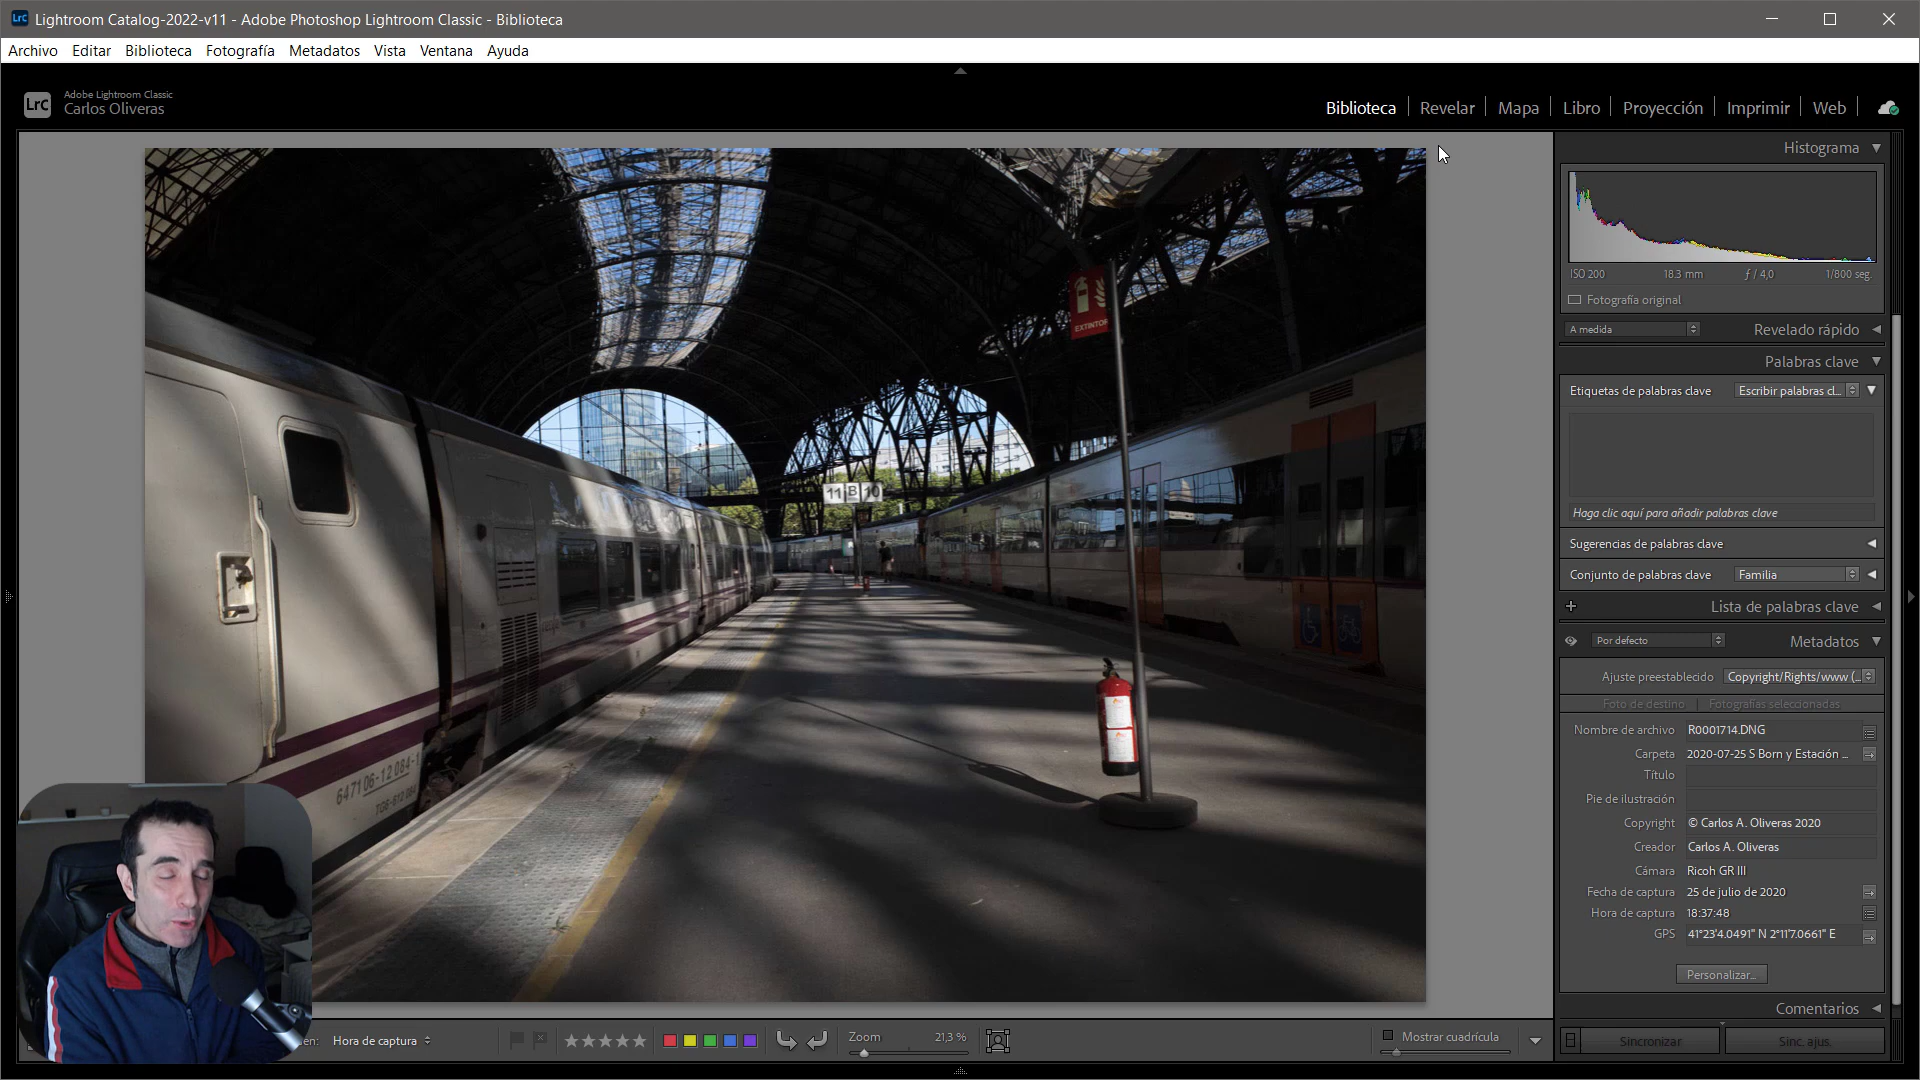 Lightroom Catalog-2022-v11 - Adobe Photoshop Lightroom Classic - Biblioteca
Archivo Editar Biblioteca Fotografía Metadatos Vista Ventana Ayuda
LrC
Adobe Lightroom Classic
Carlos Oliveras
Biblioteca Revelar Mapa Libro Proyección Imprimir Web
Histograma
ISO 200 18.3 mm ƒ / 4,0 1/800 seg.
Fotografía original
A medida Revelado rápido
Palabras clave
Etiquetas de palabras clave Escribir palabras cl...
Haga clic aquí para añadir palabras clave
Sugerencias de palabras clave
Conjunto de palabras clave Familia
Lista de palabras clave
Por defecto Metadatos
Ajuste preestablecido Copyright/Rights/www (...
Foto de destino | Fotografías seleccionadas
Nombre de archivo R0001714.DNG
Carpeta 2020-07-25 S Born y Estación ...
Título
Pie de ilustración
Copyright © Carlos A. Oliveras 2020
Creador Carlos A. Oliveras
Cámara Ricoh GR III
Fecha de captura 25 de julio de 2020
Hora de captura 18:37:48
GPS 41°23'4.0491" N 2°11'7.0661" E
Personalizar...
Comentarios
Sincronizar Sinc. ajus.
EXTINTOR
11 B 10
Hora de captura Zoom 21,3 % Mostrar cuadrícula